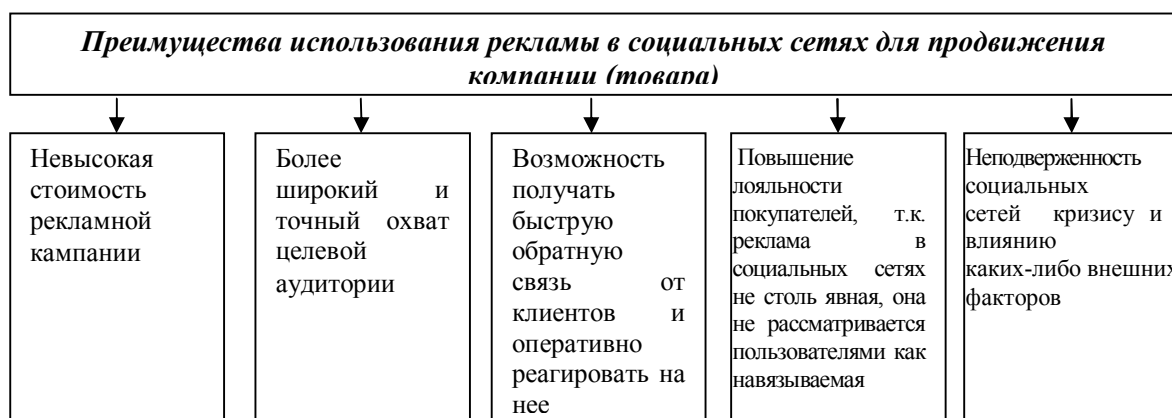 Преимущества использования рекламы в социальных сетях для продвижения
компании (товара)
Невысокая
стоимость
рекламной
кампании
Более
широкий и
точный охват
целевой
аудитории
Возможность
получать
быструю
обратную
связь от
клиентов и
оперативно
реагировать на
нее
Повышение
лояльности
покупателей, т.к.
реклама в
социальных сетях
не столь явная, она
не рассматривается
пользователями как
навязываемая
Неподверженность
социальных
сетей кризису и
влиянию
каких-либо внешних
факторов